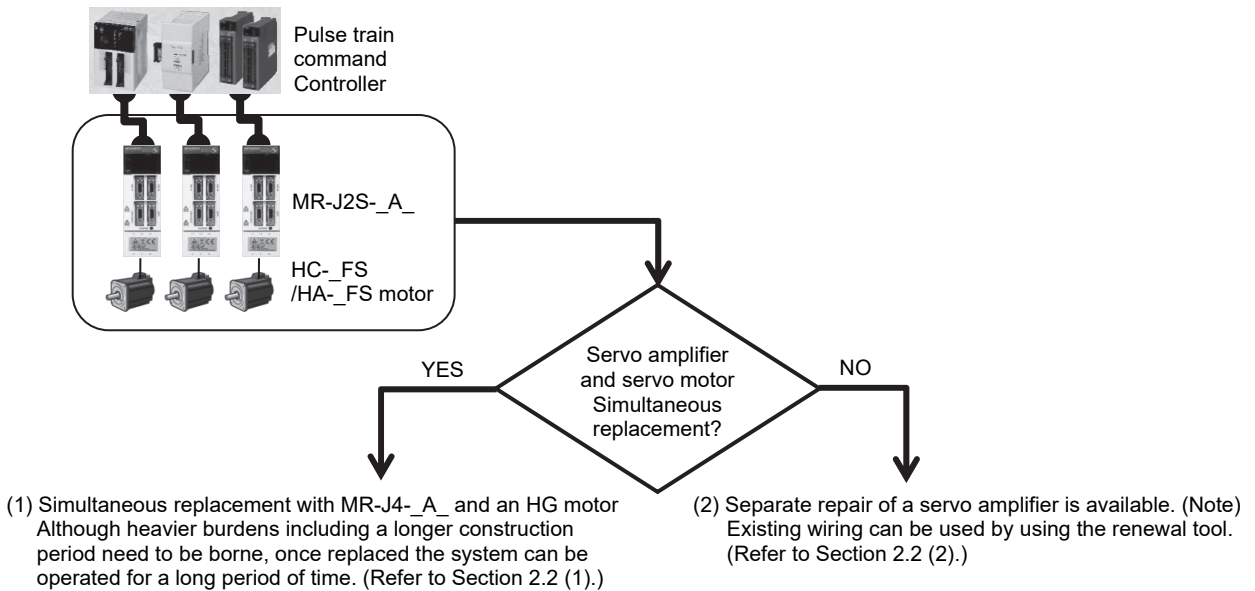 Pulse train
command
Controller
MR-J2S-_A_
HC-_FS
/HA-_FS motor
Servo amplifier
and servo motor
Simultaneous
replacement?
YES
NO
(1) Simultaneous replacement with MR-J4-_A_ and an HG motor
Although heavier burdens including a longer construction
period need to be borne, once replaced the system can be
operated for a long period of time. (Refer to Section 2.2 (1).)
(2) Separate repair of a servo amplifier is available. (Note)
Existing wiring can be used by using the renewal tool.
(Refer to Section 2.2 (2).)